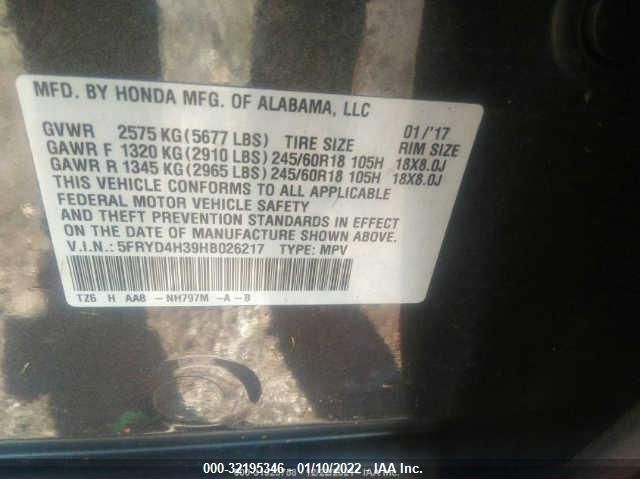 MFD. BY HONDA MFG. OF ALABAMA, LLC
01/'17
GVWR 2575 KG(5677 LBS) TIRE SIZE RIM SIZE
GAWR F 1320 KG(2910 LBS)245/60R18 105H 18X8.0J
GAWR R 1345 KG(2965 LBS)245/60R18 105H 18X8.0J
THIS VEHICLE CONFORMS TO ALL APPLICABLE
FEDERAL MOTOR VEHICLE SAFETY
AND THEFT PREVENTION STANDARDS IN EFFECT
ON THE DATE OF MANUFACTURE SHOWN ABOVE.
V.I.N.: 5FRYD4H39HB026217 TYPE: MPV
TZ6 H AA8 -NH797M -A-B
000-32195346 - 01/10/2022 - IAA Inc.